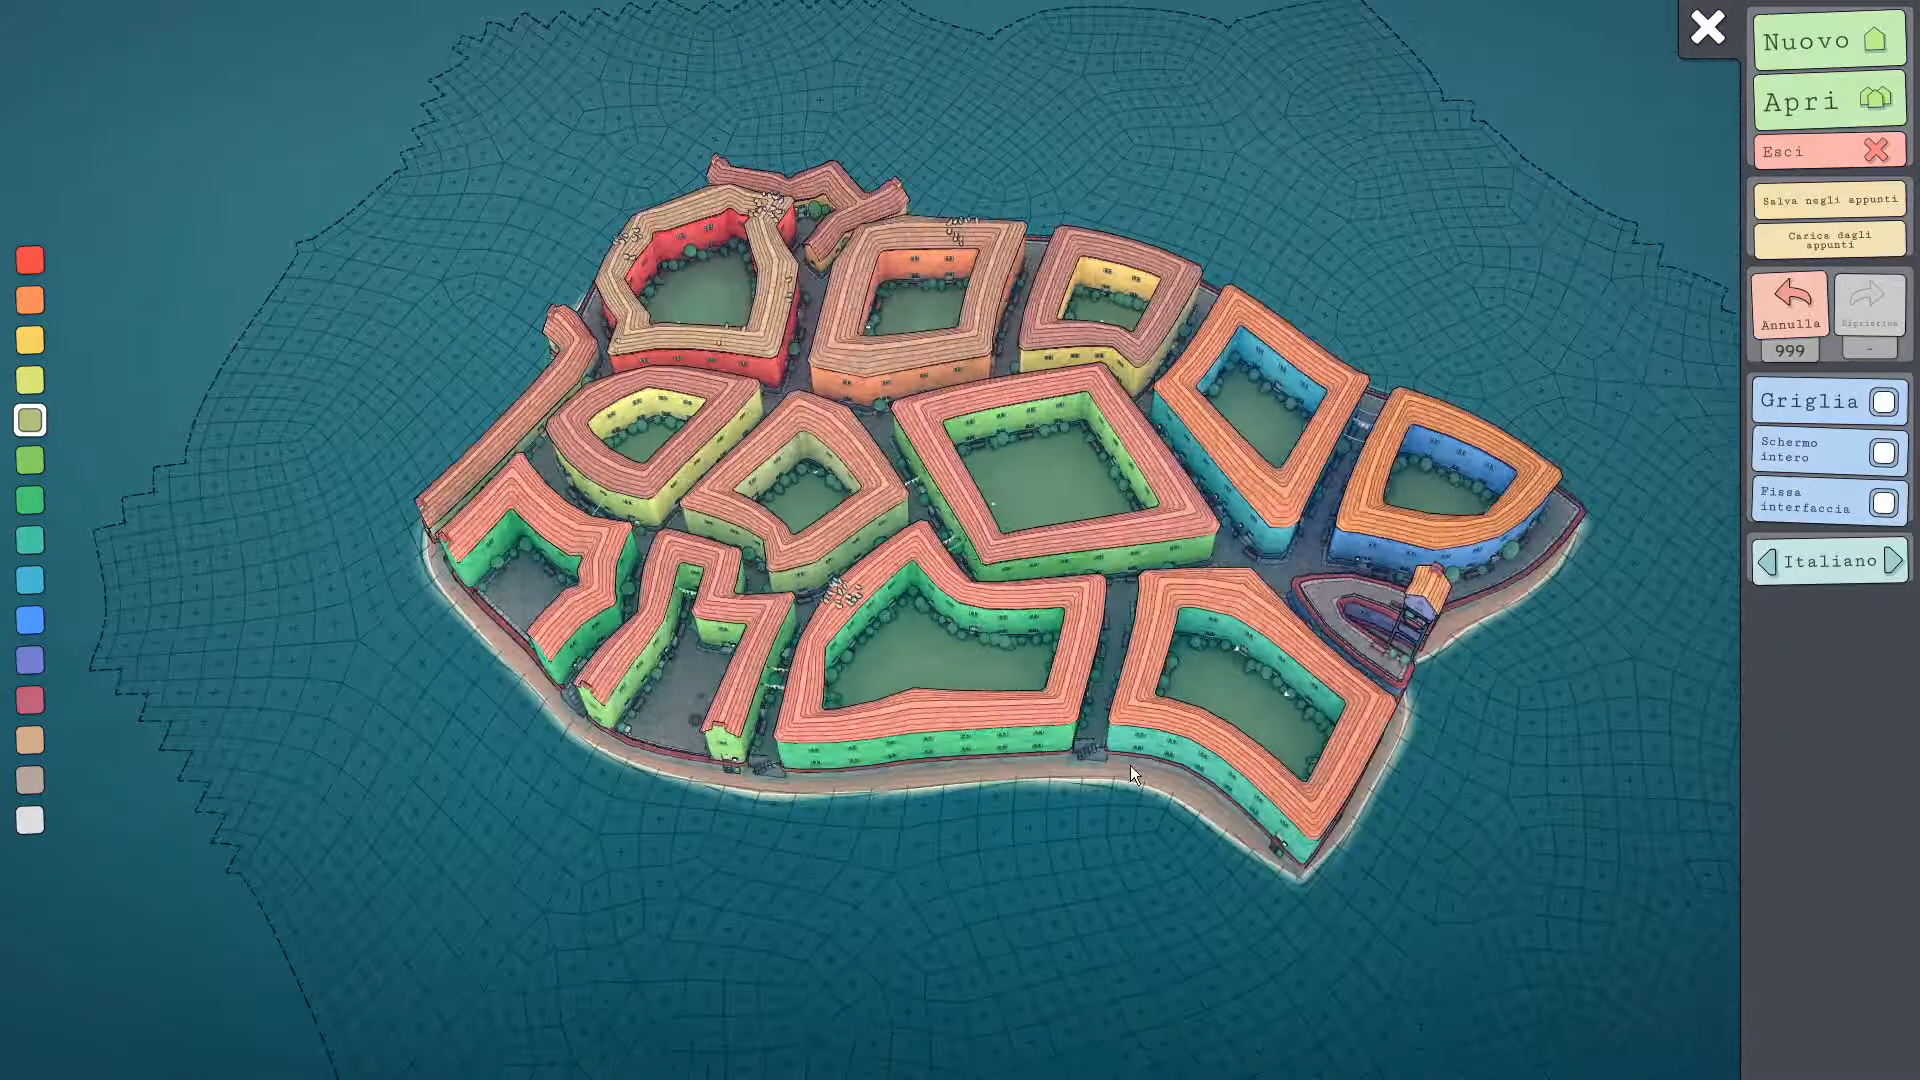 Nuovo
Apri
Esci
Salva negli appunti
Carica dagli
appunti
Annulla
Ripristina
999
-
Griglia
Schermo
intero
Fissa
interfaccia
Italiano